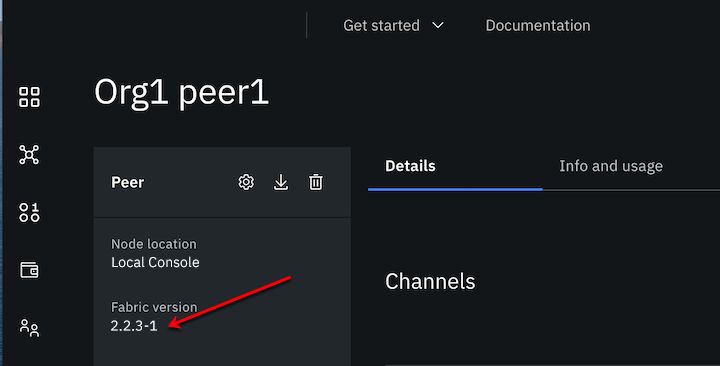 Get started
Documentation
Org1 peer1
Peer
Details
Info and usage
Node location
Local Console
Channels
Fabric version
2.2.3-1